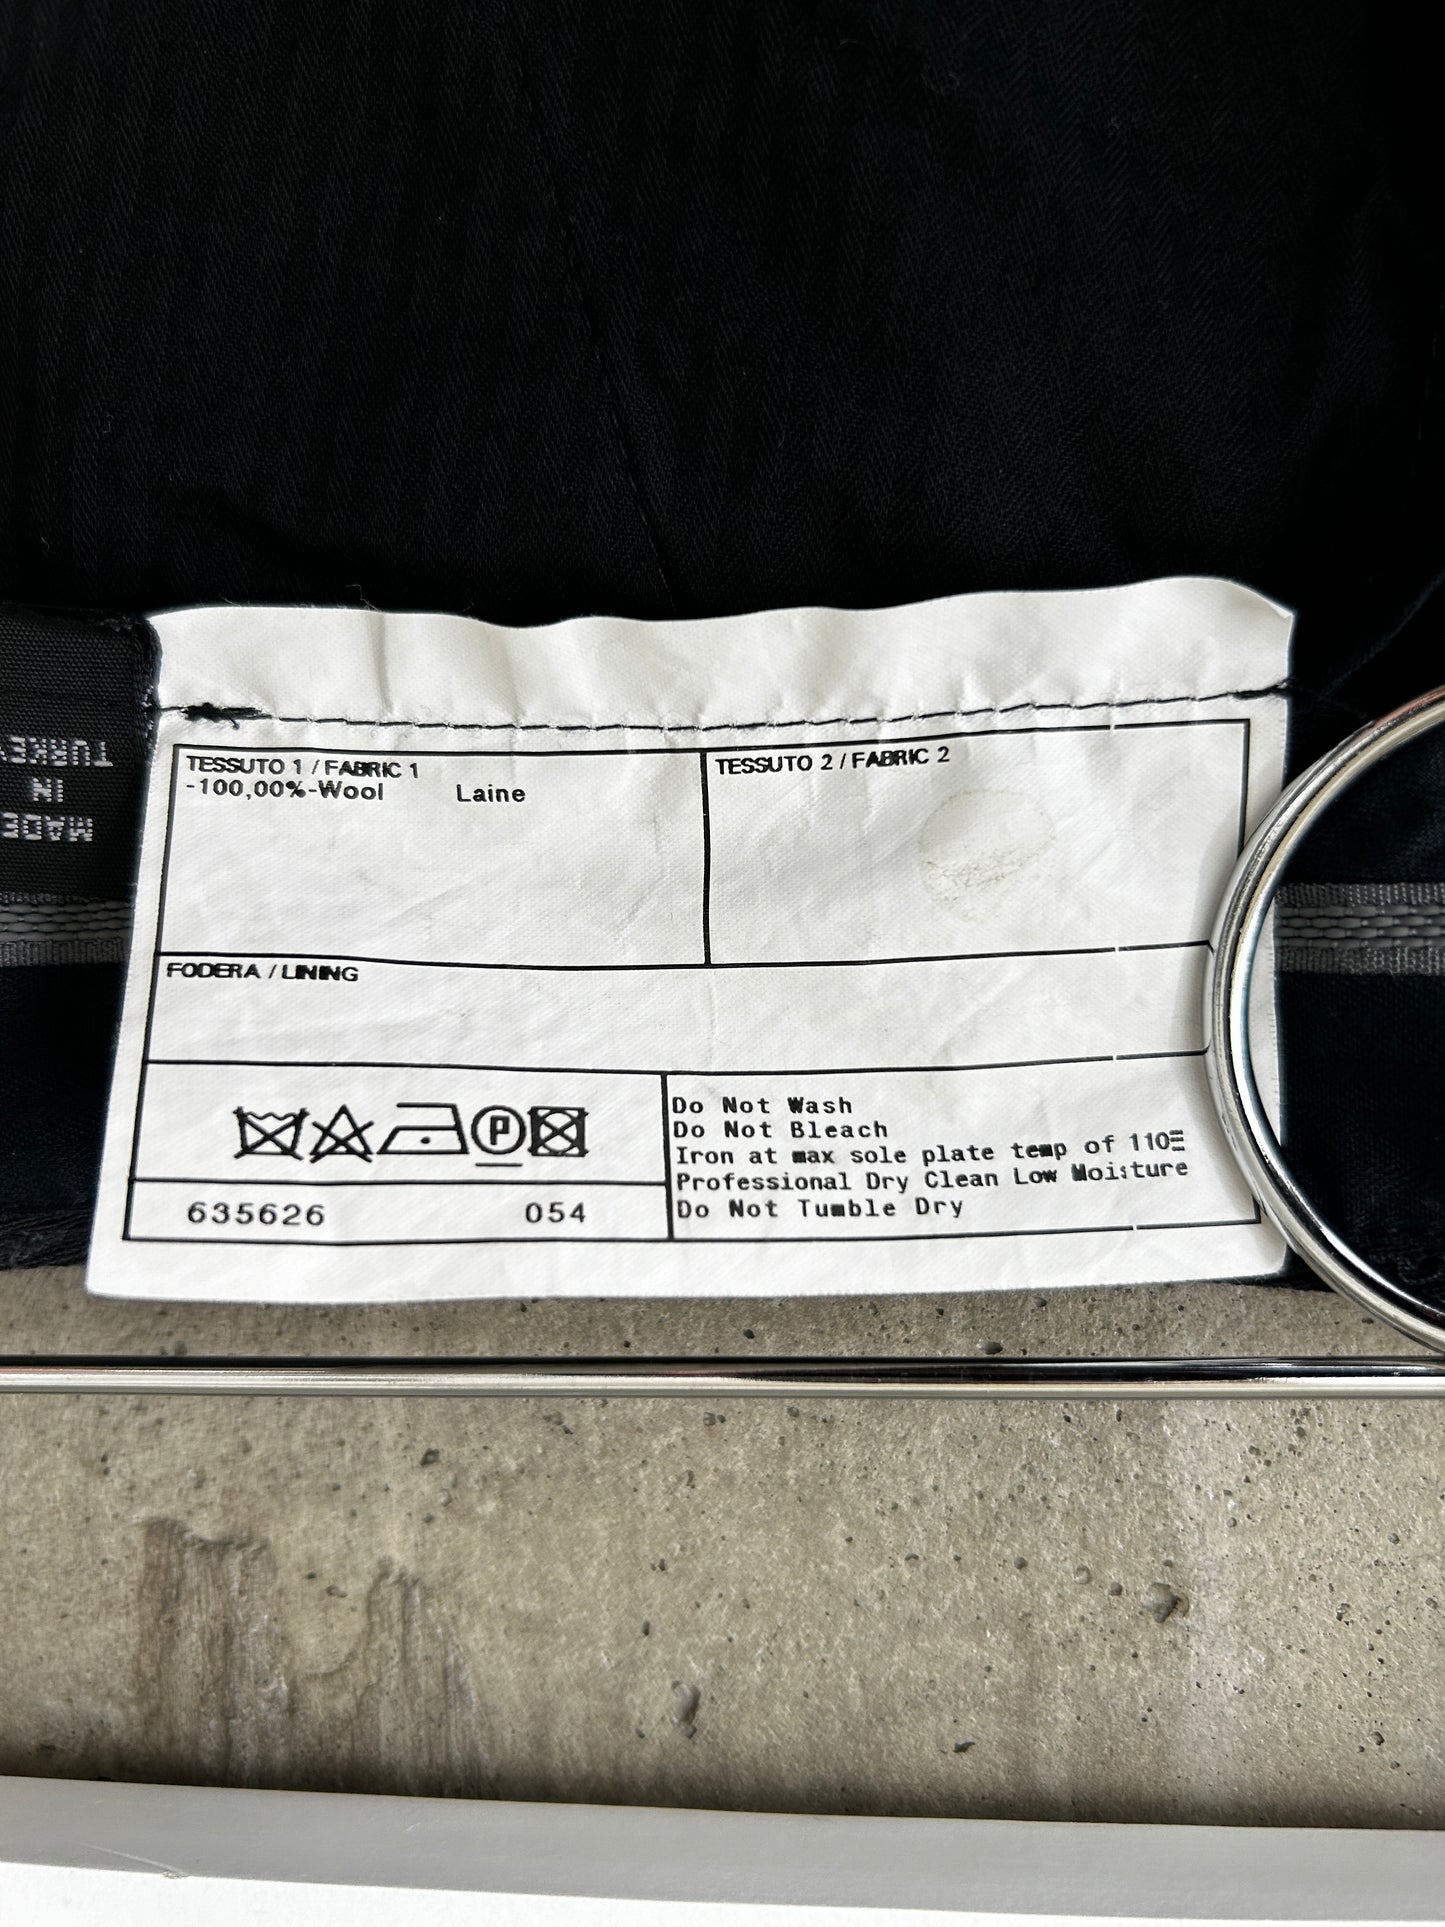 TESSUTO 1 / FABRIC 1
-100,00%-Wool Laine
TESSUTO 2 / FABRIC 2
FODERA / LINING
P
635626 054
Do Not Wash
Do Not Bleach
Iron at max sole plate temp of 110
Professional Dry Clean Low Moisture
Do Not Tumble Dry
MADE
IN
TURKEY